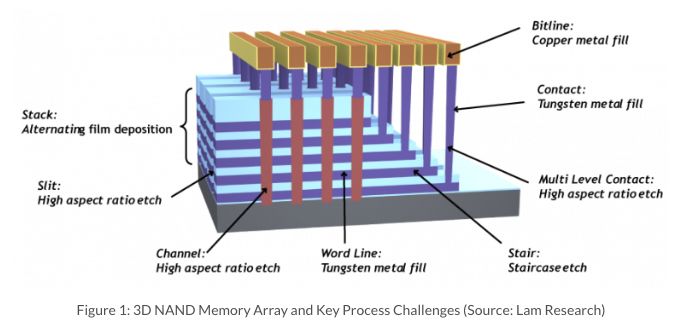 Bitline:
Copper metal fill
Contact:
Tungsten metal fill
Stack:
Alternating film deposition
Slit:
High aspect ratio etch
Multi Level Contact:
High aspect ratio etch
Channel:
High aspect ratio etch
Word Line:
Tungsten metal fill
Stair:
Staircase etch
Figure 1: 3D NAND Memory Array and Key Process Challenges (Source: Lam Research)